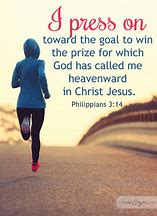 I press on
toward the goal to win
the prize for which
God has called me
heavenward
in Christ Jesus.
Philippians 3:14